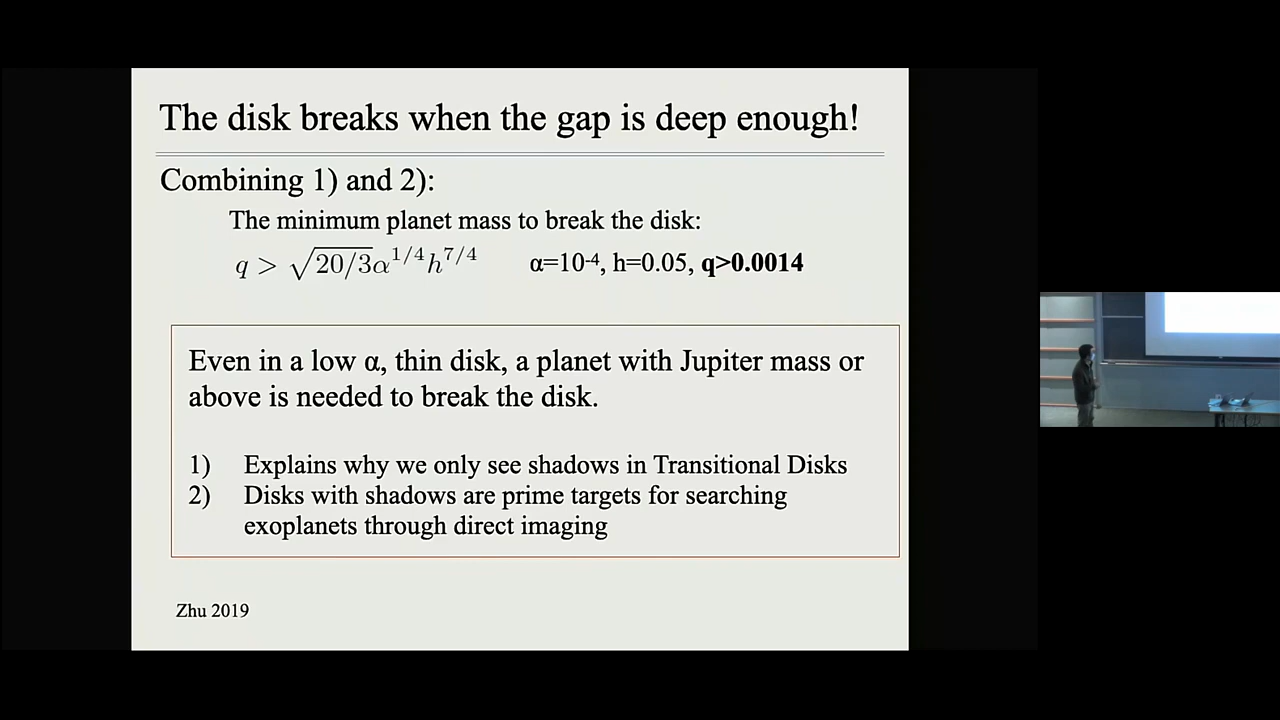 The disk breaks when the gap is deep enough!
Combining 1) and 2):
The minimum planet mass to break the disk:
q > √20/3α^1/4h^7/4 α=10^-4, h=0.05, q>0.0014
Even in a low α, thin disk, a planet with Jupiter mass or
above is needed to break the disk.
1) Explains why we only see shadows in Transitional Disks
2) Disks with shadows are prime targets for searching
exoplanets through direct imaging
Zhu 2019